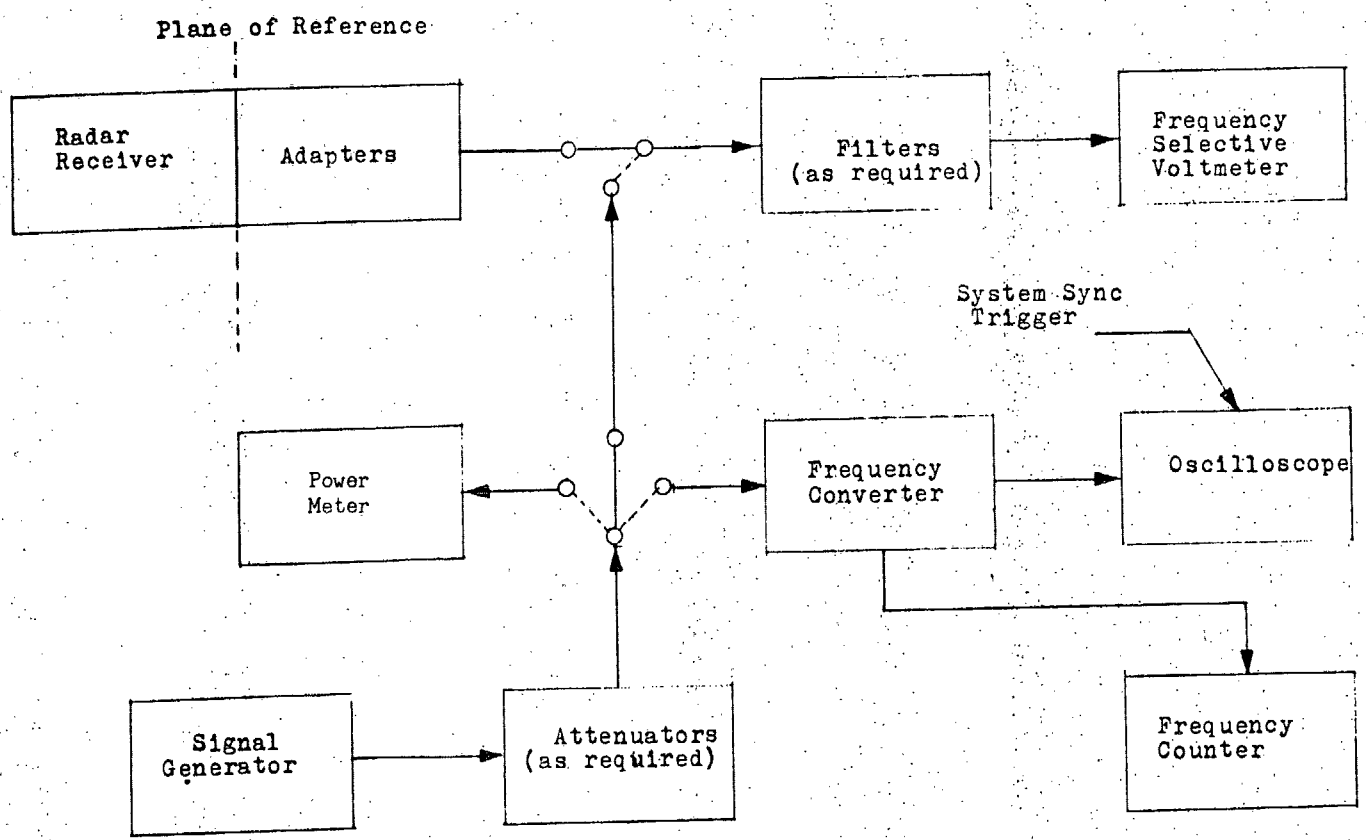 Plane of Reference
Radar
Receiver
Adapters
Filters
(as required)
Frequency
Selective
Voltmeter
System Sync
Trigger
Power
Meter
Frequency
Converter
Oscilloscope
Signal
Generator
Attenuators
(as required)
Frequency
Counter